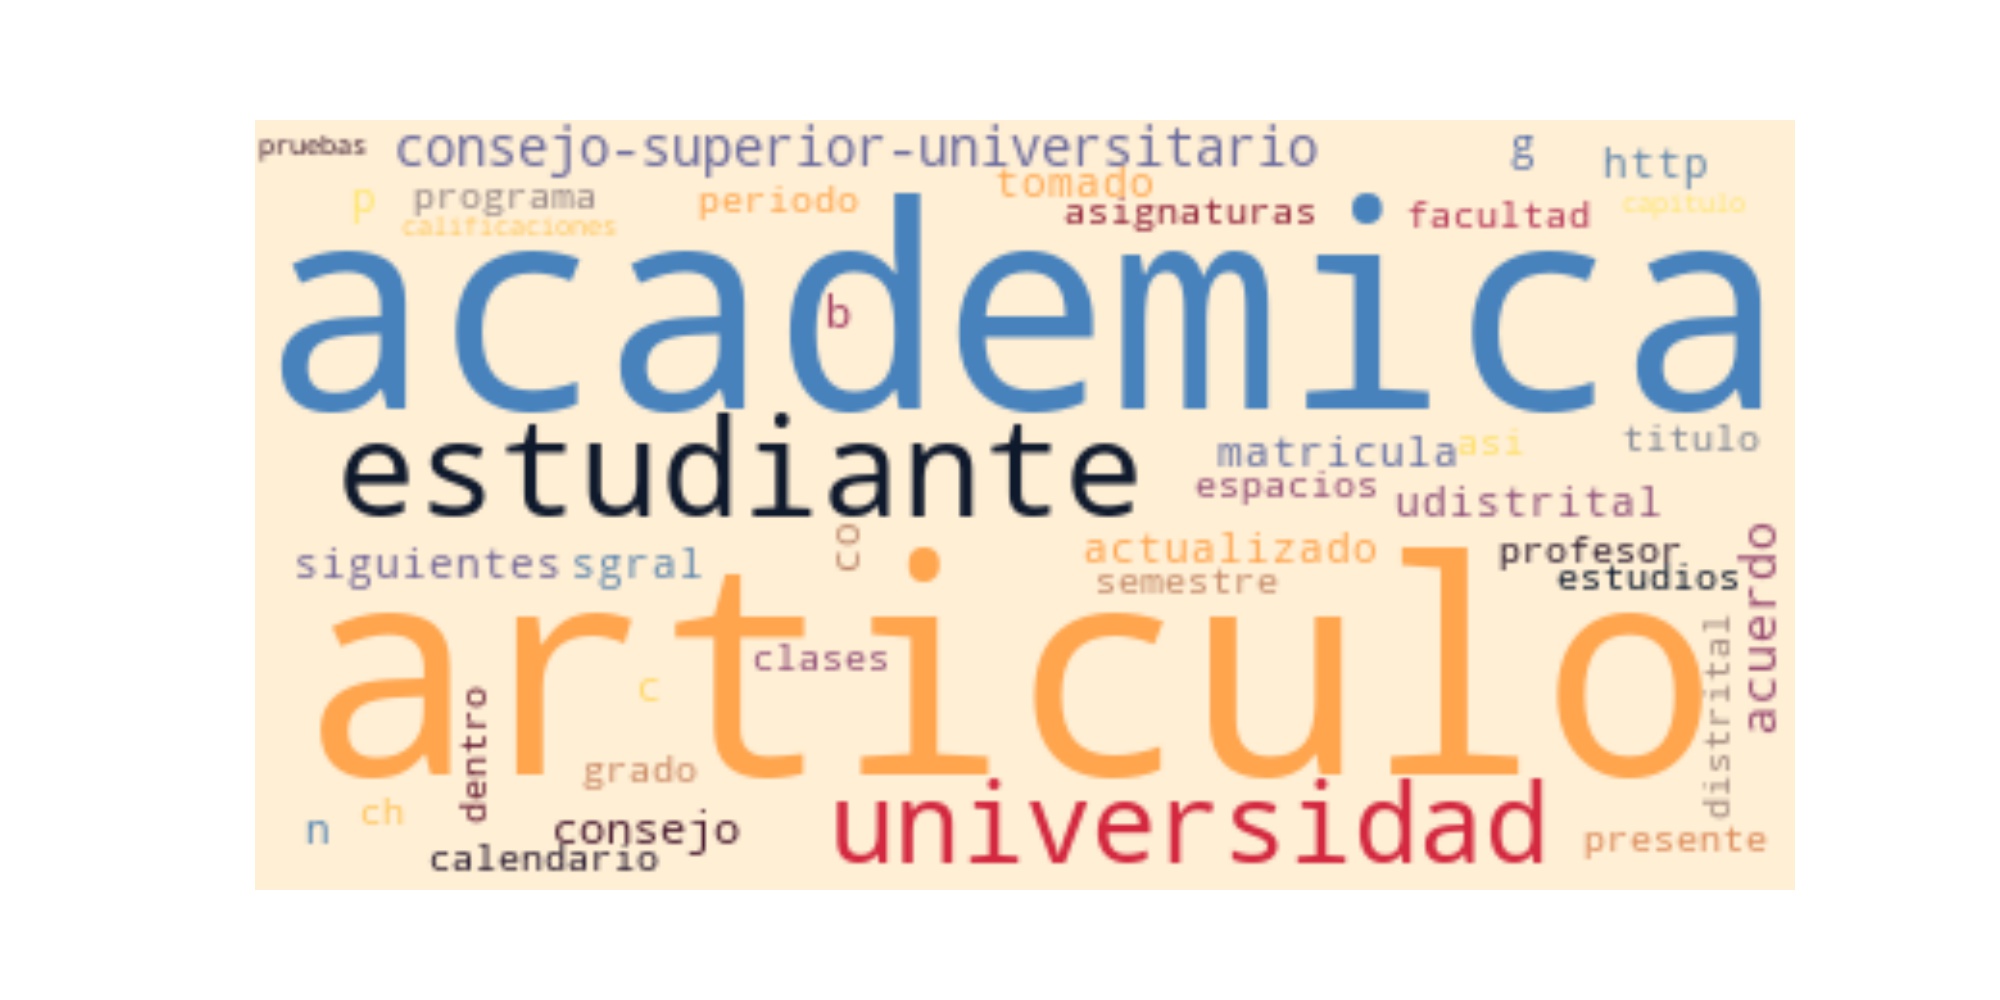 pruebas
consejo-superior-universitario
g
http
p
programa
periodo
tomado
asignaturas
facultad
capitulo
calificaciones
academica
b
estudiante
matricula
asi
titulo
espacios
udistrital
siguientes
sgral
co
actualizado
semestre
profesor
estudios
acuerdo
articulo
clases
c
dentro
distrital
grado
n
ch
consejo
calendario
universidad
presente